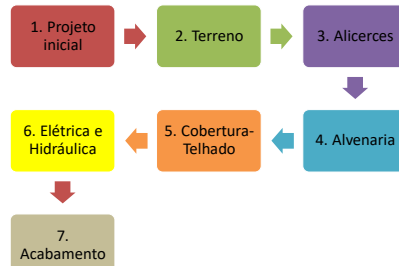 1. Projeto
inicial
2. Terreno
3. Alicerces
4. Alvenaria
5. Cobertura-
Telhado
6. Elétrica e
Hidráulica
7.
Acabamento